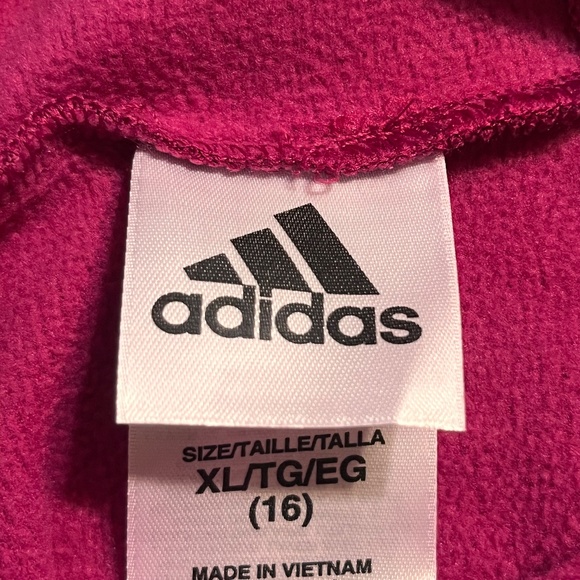 adidas
SIZE/TAILLE/TALLA
XL/TG/EG
(16)
MADE IN VIETNAM